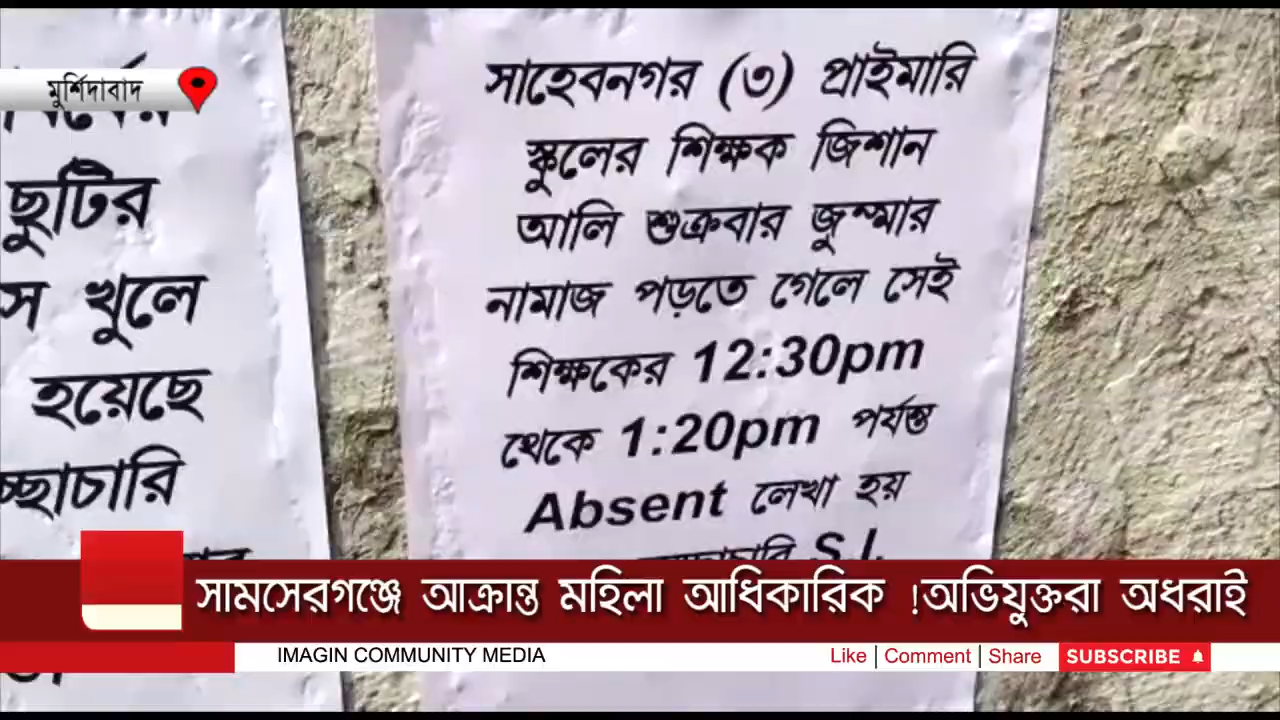 মুর্শিদাবাদ
ছুটির
খুলে
হয়েছে
সাহেবনগর (৩) প্রাইমারি
স্কুলের শিক্ষক জিশান
আলি শুক্রবার জুম্মার
নামাজ পড়তে গেলে সেই
শিক্ষকের 12:30pm
থেকে 1:20pm পর্যন্ত
Absent লেখা হয়
S.I.
সামসেরগঞ্জে আক্রান্ত মহিলা আধিকারিক !অভিযুক্তরা অধরাই
IMAGIN COMMUNITY MEDIA
Like | Comment | Share SUBSCRIBE